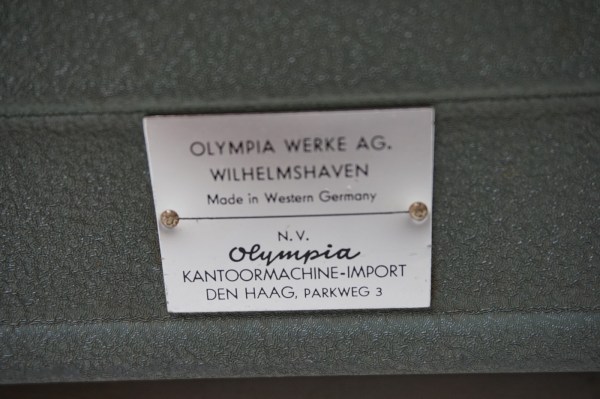 OLYMPIA WERKE AG.
WILHELMSHAVEN
Made in Western Germany
N.V.
Olympia
KANTOORMACHINE-IMPORT
DEN HAAG, PARKWEG 3